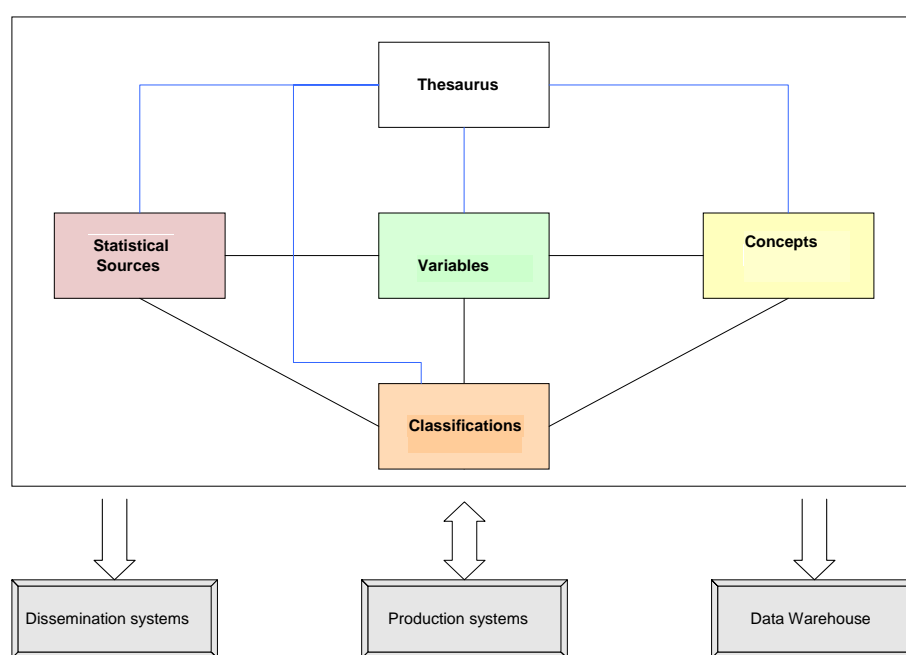 Thesaurus
Statistical
Sources
Variables
Concepts
Classifications
Dissemination systems
Production systems
Data Warehouse